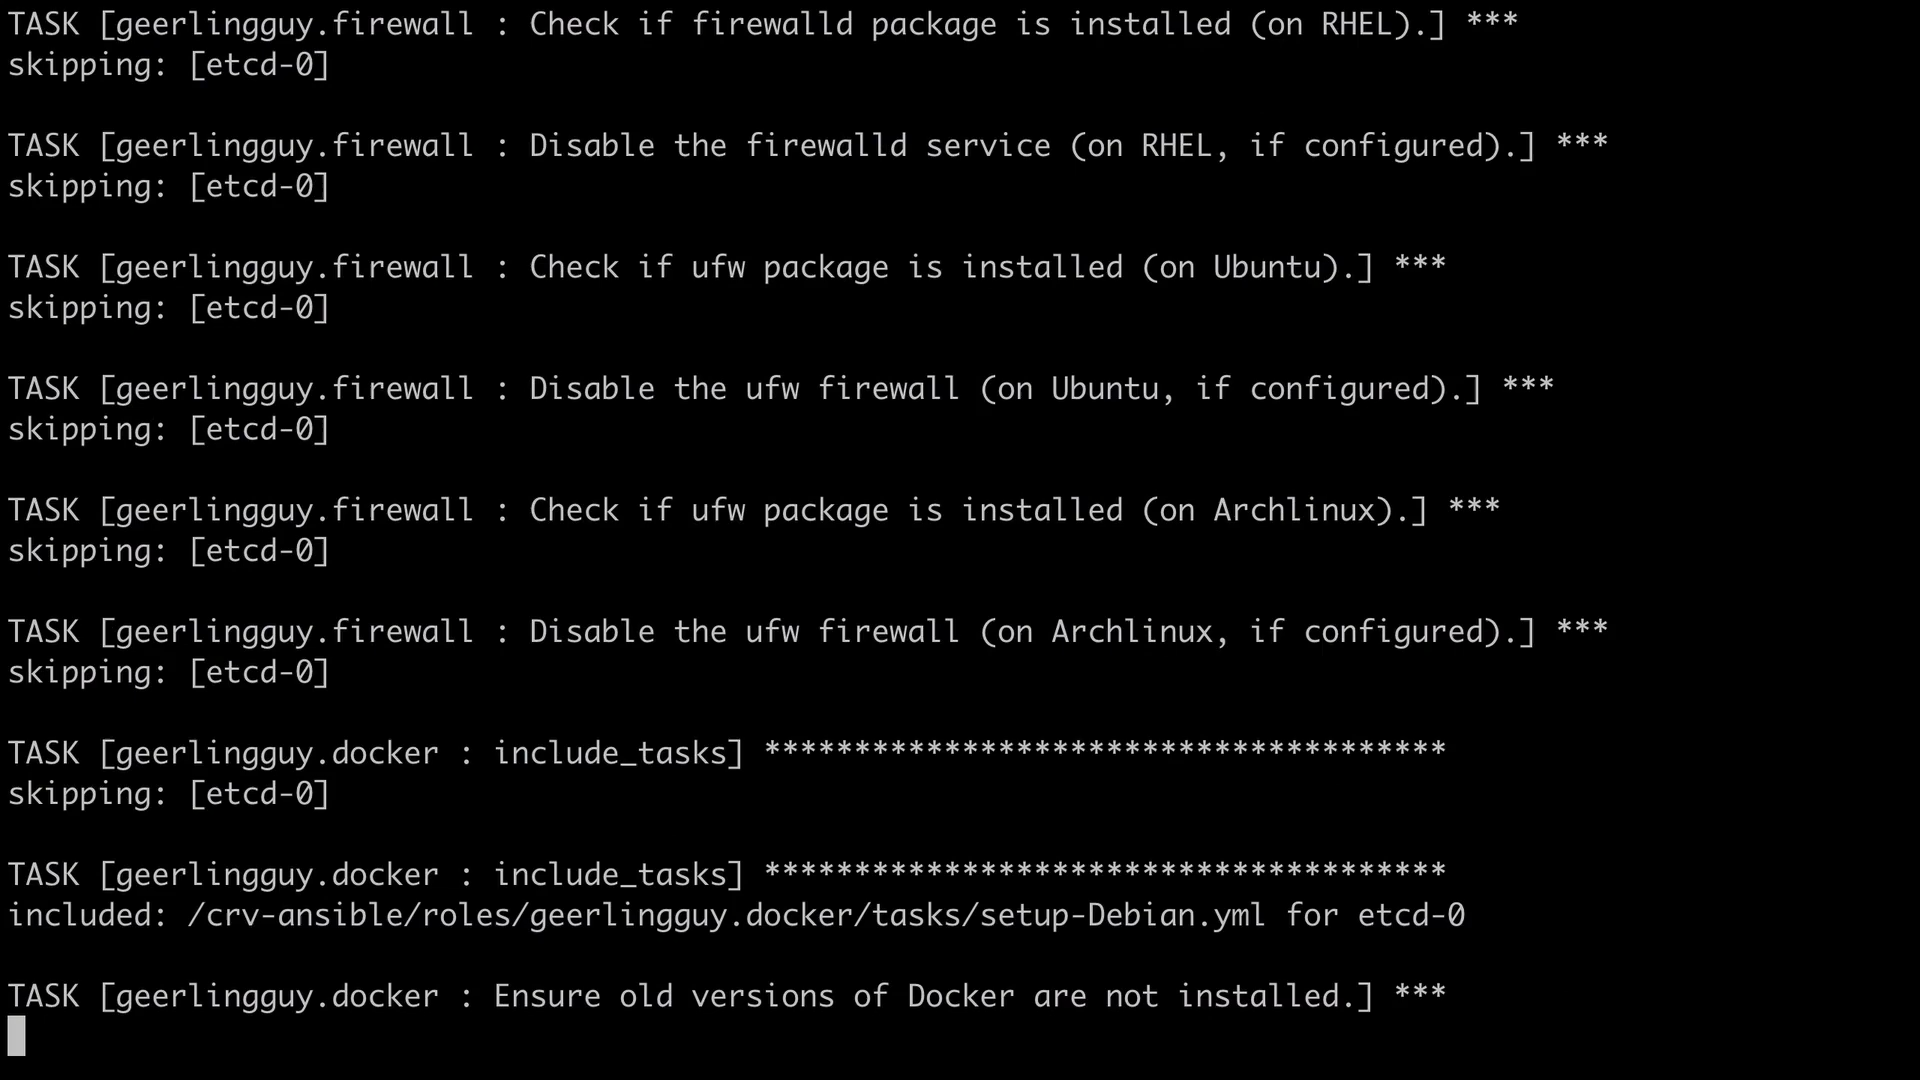 TASK [geerlingguy.firewall : Check if firewalld package is installed (on RHEL).] ***
skipping: [etcd-0]
TASK [geerlingguy.firewall : Disable the firewalld service (on RHEL, if configured).] ***
skipping: [etcd-0]
TASK [geerlingguy.firewall : Check if ufw package is installed (on Ubuntu).] ***
skipping: [etcd-0]
TASK [geerlingguy.firewall : Disable the ufw firewall (on Ubuntu, if configured).] ***
skipping: [etcd-0]
TASK [geerlingguy.firewall : Check if ufw package is installed (on Archlinux).] ***
skipping: [etcd-0]
TASK [geerlingguy.firewall : Disable the ufw firewall (on Archlinux, if configured).] ***
skipping: [etcd-0]
TASK [geerlingguy.docker : include_tasks] **************************************
skipping: [etcd-0]
TASK [geerlingguy.docker : include_tasks] **************************************
included: /crv-ansible/roles/geerlingguy.docker/tasks/setup-Debian.yml for etcd-0
TASK [geerlingguy.docker : Ensure old versions of Docker are not installed.] ***